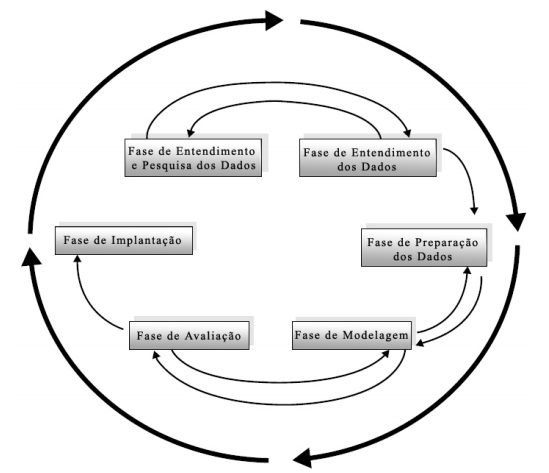 Fase de Entendimento
e Pesquisa dos Dados
Fase de Entendimento
dos Dados
Fase de Implantação
Fase de Preparação
dos Dados
Fase de Avaliação
Fase de Modelagem